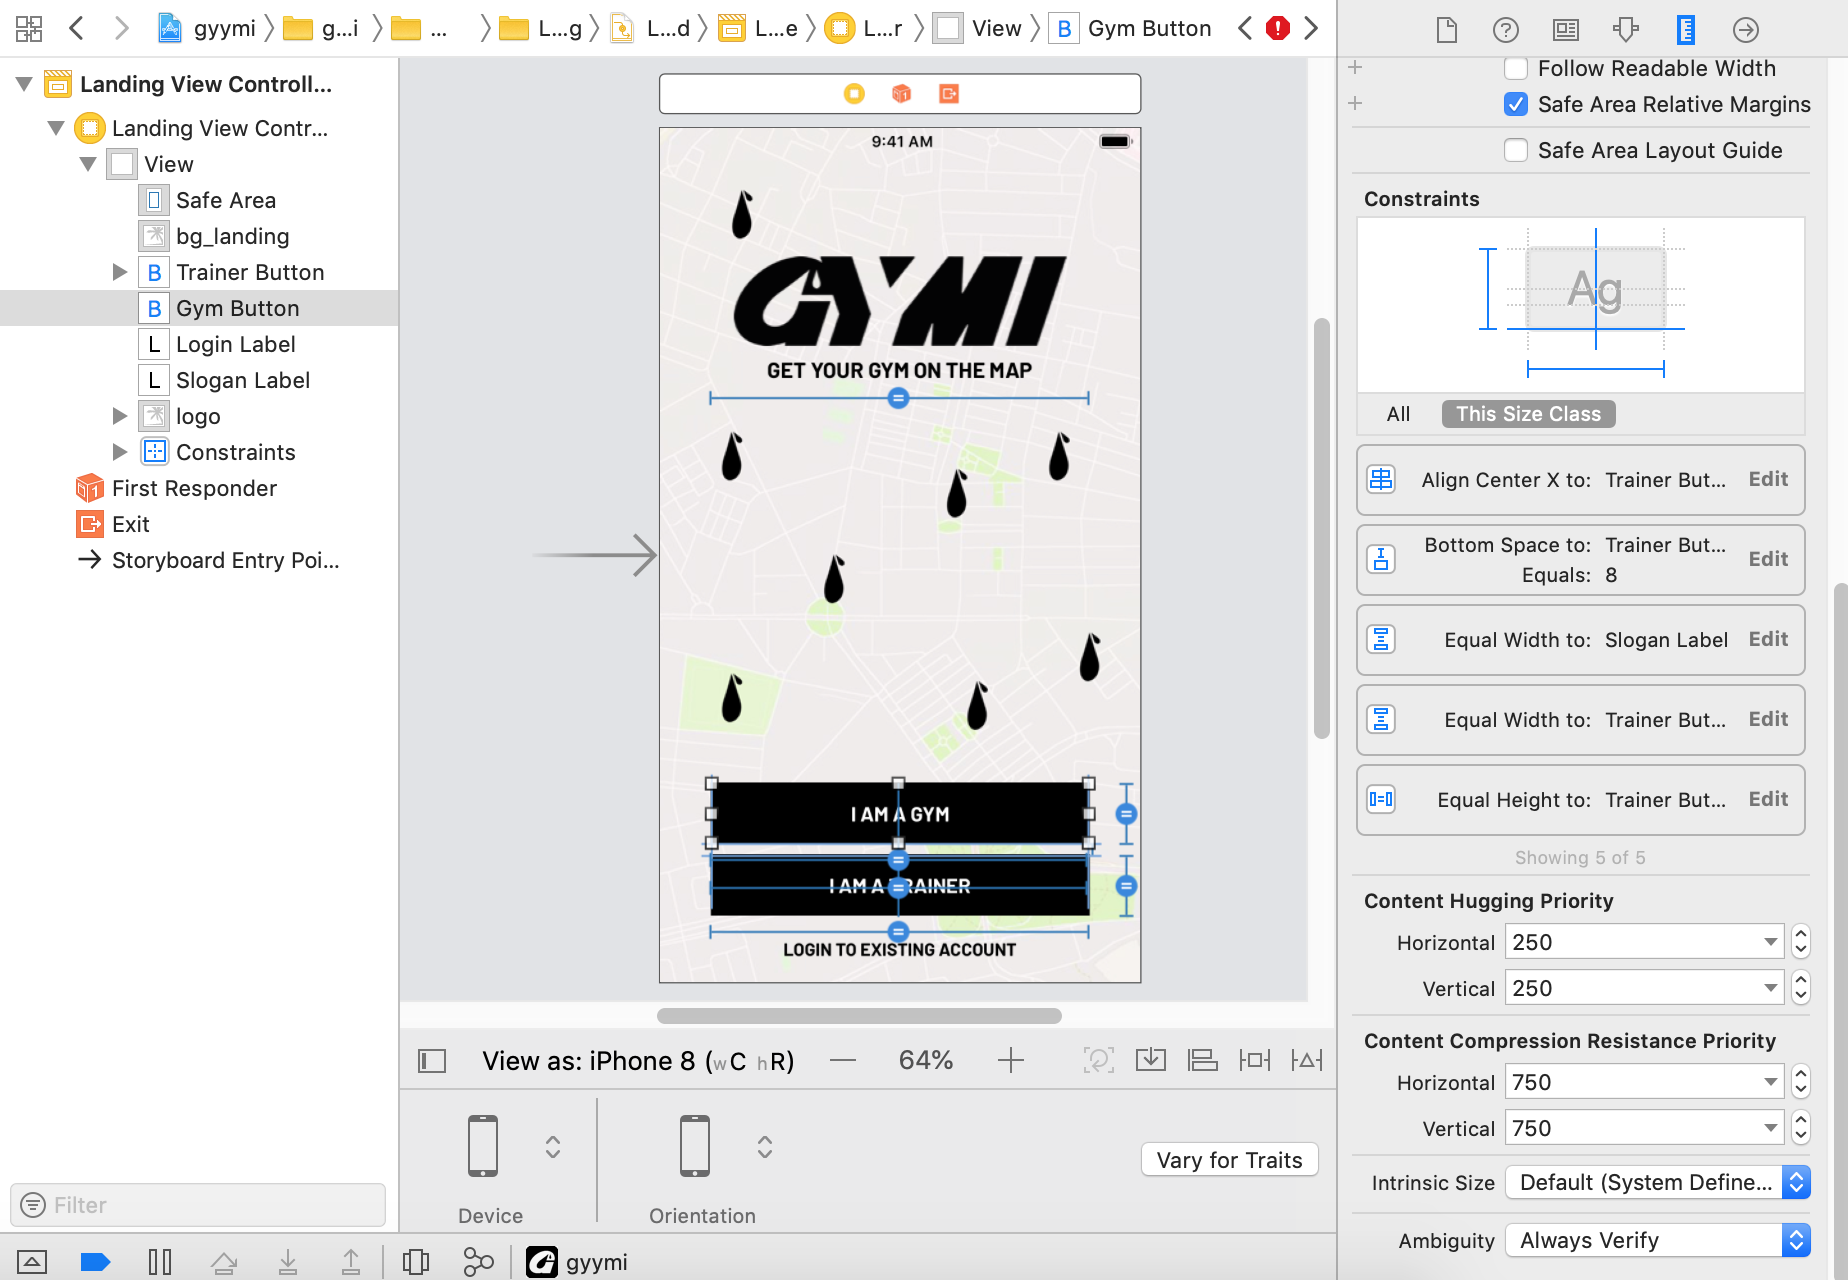 gyymi
g...i
...
L...g
L...d
L...e
L...r
View
B
Gym Button
Landing View Controll...
Landing View Contr...
View
Safe Area
bg_landing
B Trainer Button
B Gym Button
L Login Label
L Slogan Label
logo
Constraints
First Responder
Exit
Storyboard Entry Poi...
Filter
9:41 AM
GYMI
GET YOUR GYM ON THE MAP
I AM A GYM
I AM A TRAINER
LOGIN TO EXISTING ACCOUNT
View as: iPhone 8 (wC hR)
64%
Device
Orientation
Vary for Traits
gyymi
Follow Readable Width
Safe Area Relative Margins
Safe Area Layout Guide
Constraints
Ag
All
This Size Class
Align Center X to: Trainer But... Edit
Bottom Space to: Trainer But... Edit
Equals: 8
Equal Width to: Slogan Label Edit
Equal Width to: Trainer But... Edit
Equal Height to: Trainer But... Edit
Showing 5 of 5
Content Hugging Priority
Horizontal 250
Vertical 250
Content Compression Resistance Priority
Horizontal 750
Vertical 750
Intrinsic Size Default (System Define...
Ambiguity Always Verify